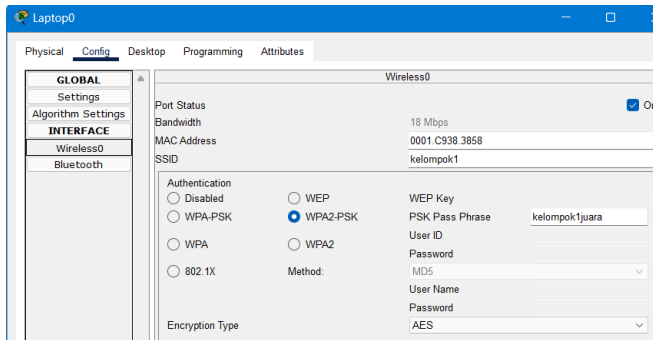 Laptop0
Physical Config Desktop Programming Attributes
GLOBAL
Settings
Algorithm Settings
INTERFACE
Wireless0
Bluetooth
Wireless0
Port Status
Bandwidth 18 Mbps
MAC Address 0001.C938.3858
SSID kelompok1
Authentication
Disabled WEP WEP Key
WPA-PSK WPA2-PSK PSK Pass Phrase kelompok1juara
User ID
WPA WPA2
Password
802.1X Method: MD5
User Name
Password
Encryption Type AES